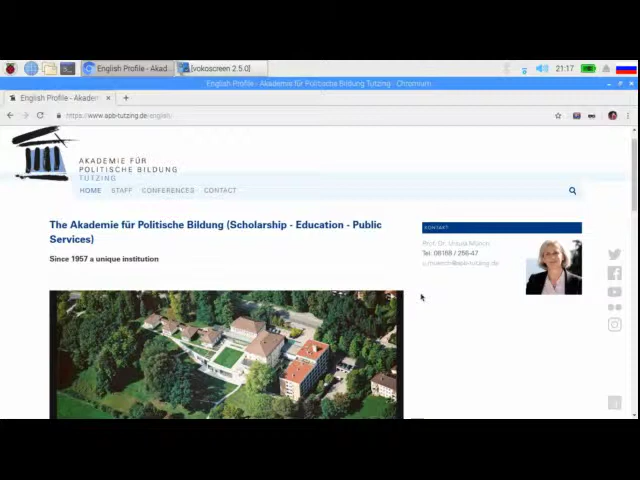 English Profile - Akad...
[vokoscreen 2.5.0]
21:17
English Profile - Akademie für Politische Bildung Tutzing - Chromium
English Profile - Akaden
https://www.apb-tutzing.de/english/
AKADEMIE FÜR
POLITISCHE BILDUNG
TUTZING
HOME STAFF CONFERENCES CONTACT
The Akademie für Politische Bildung (Scholarship - Education - Public
Services)
Since 1957 a unique institution
KONTAKT
Prof. Dr. Ursula Münch
Tel: 08158 / 256-47
u.muench@apb-tutzing.de